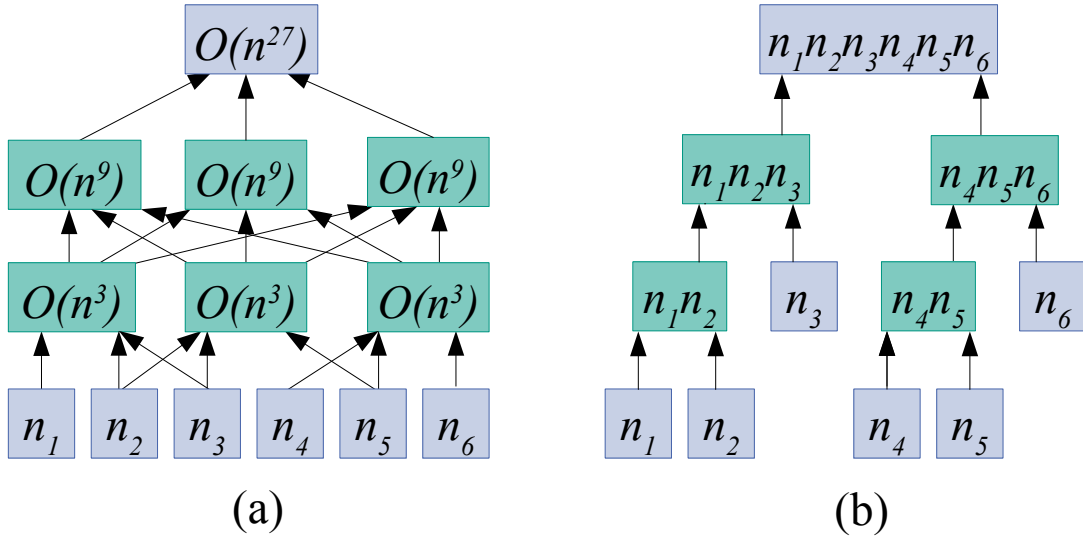 O(n²⁷)
O(n⁹) O(n⁹) O(n⁹)
O(n³) O(n³) O(n³)
n₁ n₂ n₃ n₄ n₅ n₆
(a)
n₁n₂n₃n₄n₅n₆
n₁n₂n₃ n₄n₅n₆
n₁n₂ n₃ n₄n₅ n₆
n₁ n₂ n₄ n₅
(b)